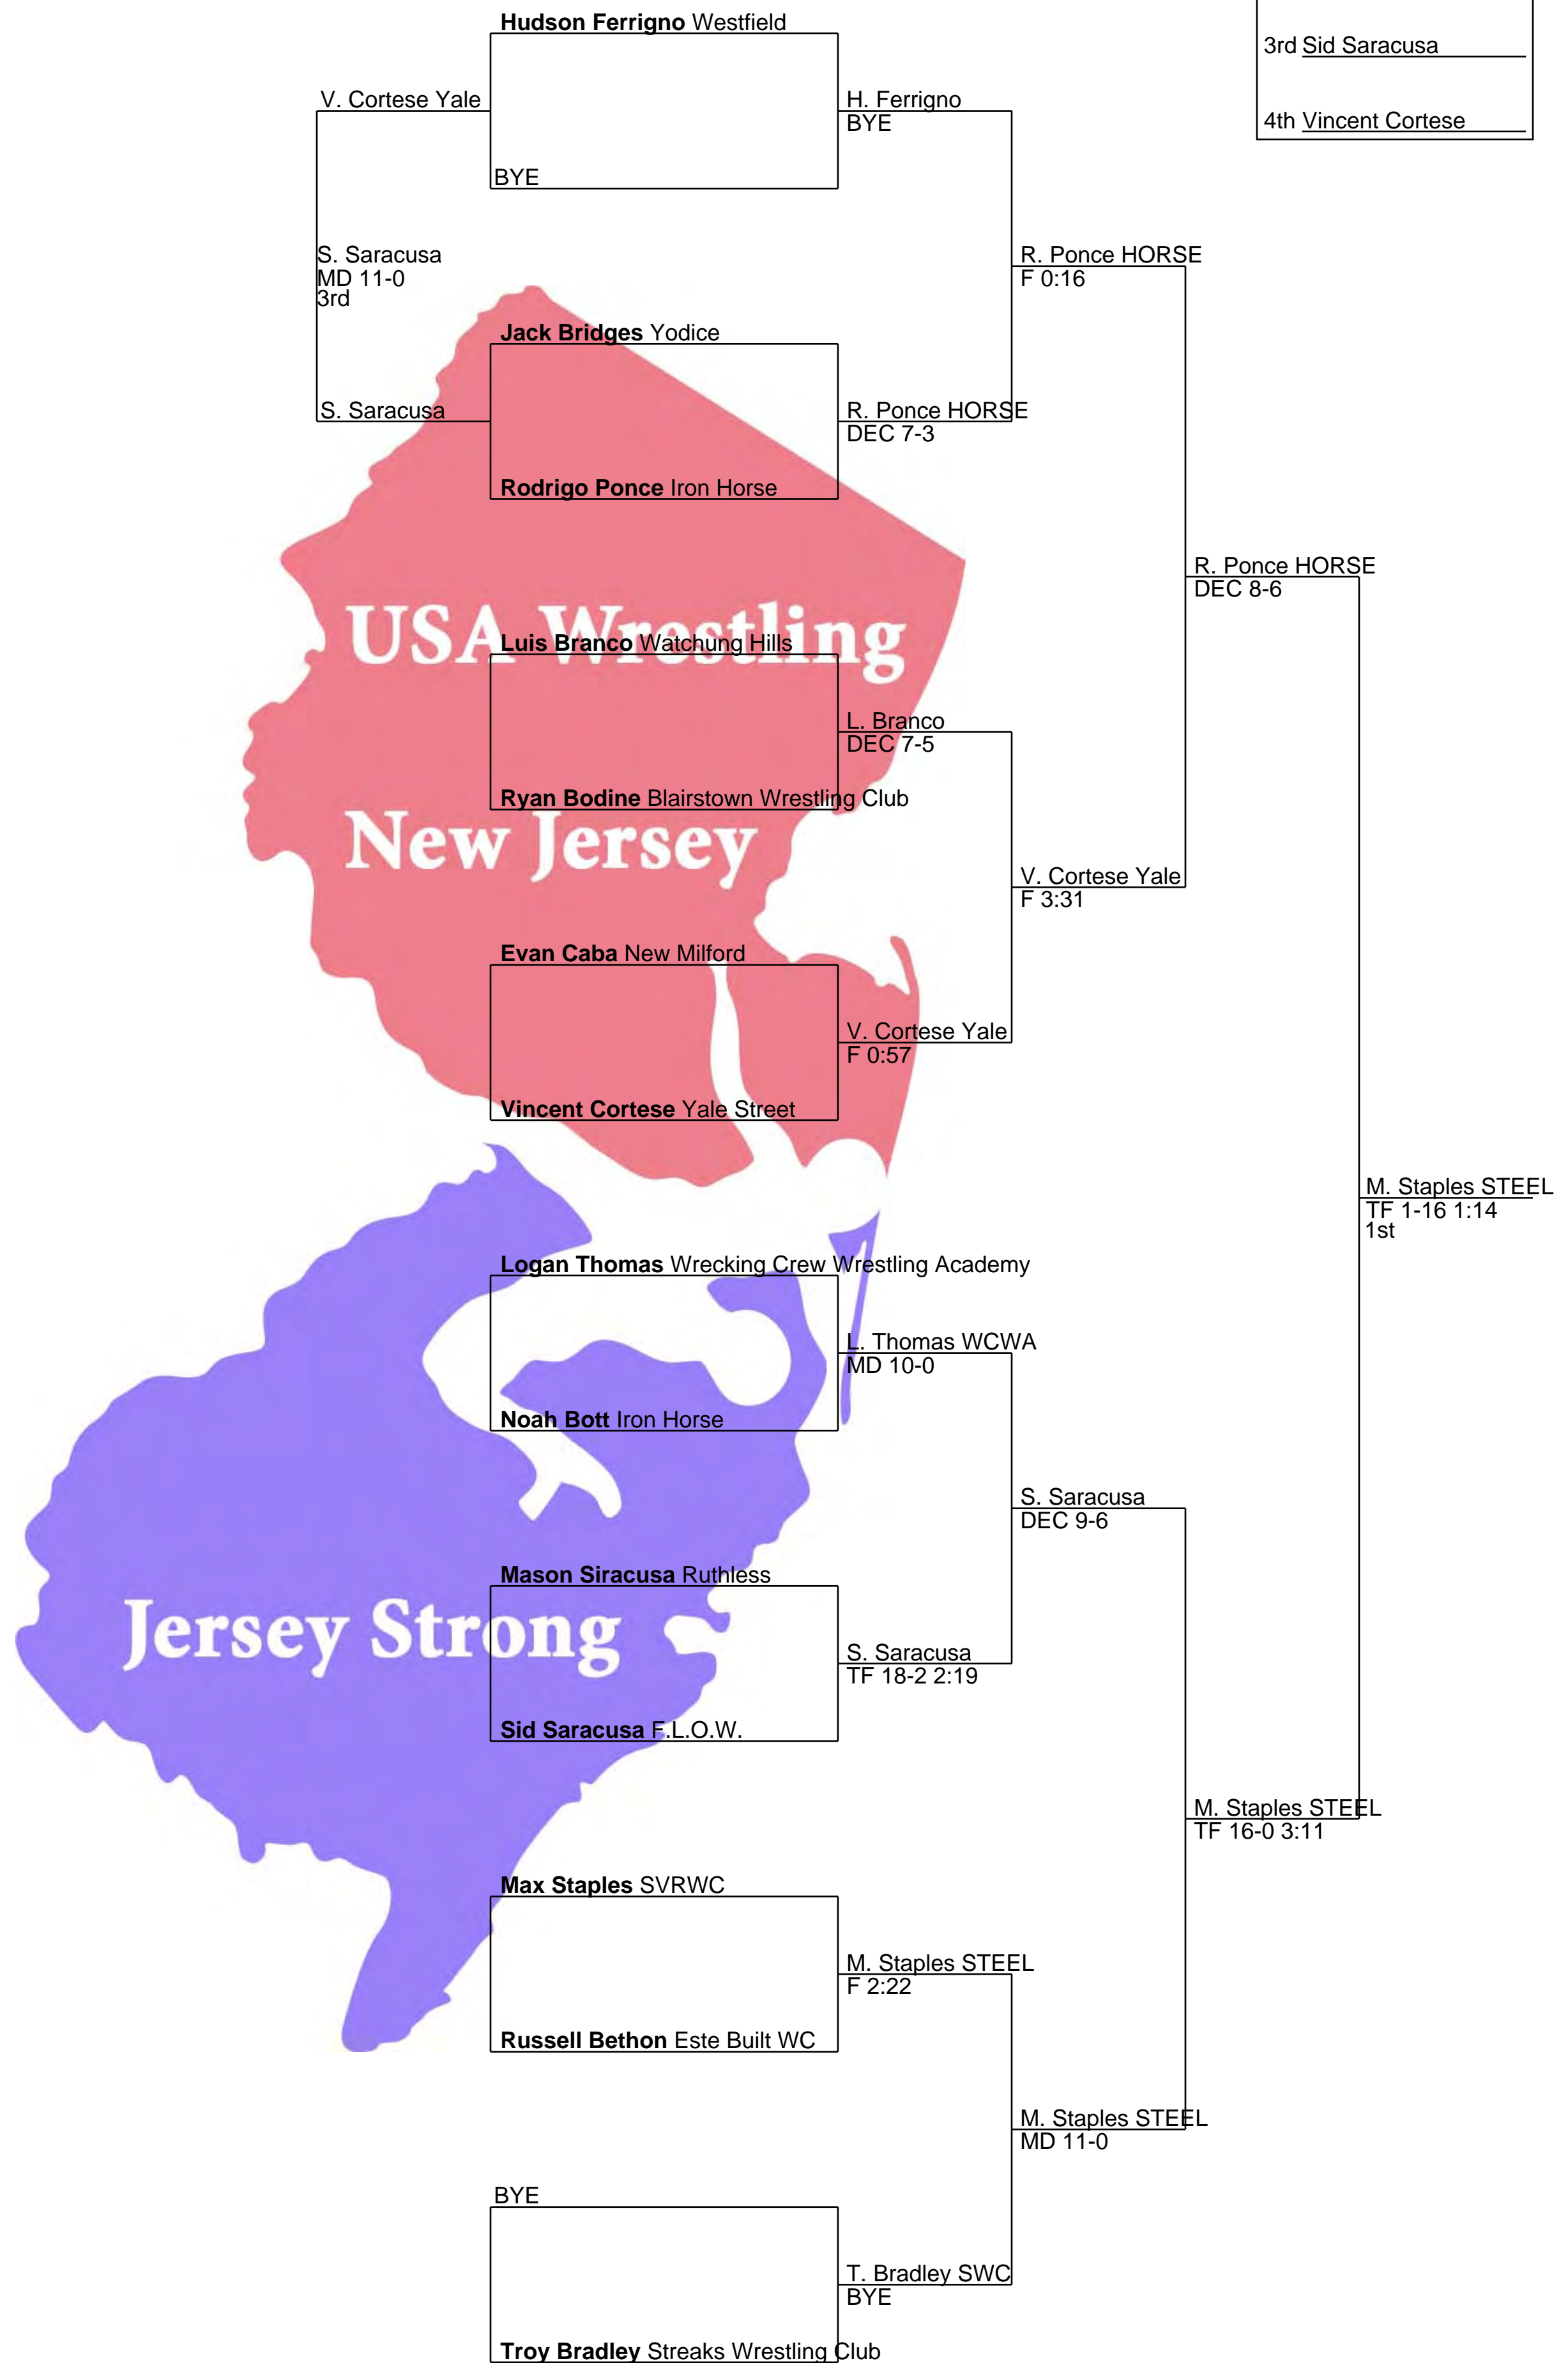 Hudson Ferrigno Westfield
3rd Sid Saracusa
V. Cortese Yale
H. Ferrigno
BYE
4th Vincent Cortese
BYE
S. Saracusa
MD 11-0
3rd
R. Ponce HORSE
F 0:16
Jack Bridges Yodice
S. Saracusa
R. Ponce HORSE
DEC 7-3
Rodrigo Ponce Iron Horse
R. Ponce HORSE
DEC 8-6
USA Wrestling
Luis Branco Watchung Hills
L. Branco
DEC 7-5
Ryan Bodine Blairstown Wrestling Club
New Jersey
V. Cortese Yale
F 3:31
Evan Caba New Milford
V. Cortese Yale
F 0:57
Vincent Cortese Yale Street
M. Staples STEEL
TF 1-16 1:14
1st
Logan Thomas Wrecking Crew Wrestling Academy
L. Thomas WCWA
MD 10-0
Noah Bott Iron Horse
S. Saracusa
DEC 9-6
Mason Siracusa Ruthless
Jersey Strong
S. Saracusa
TF 18-2 2:19
Sid Saracusa F.L.O.W.
M. Staples STEEL
TF 16-0 3:11
Max Staples SVRWC
M. Staples STEEL
F 2:22
Russell Bethon Este Built WC
M. Staples STEEL
MD 11-0
BYE
T. Bradley SWC
BYE
Troy Bradley Streaks Wrestling Club